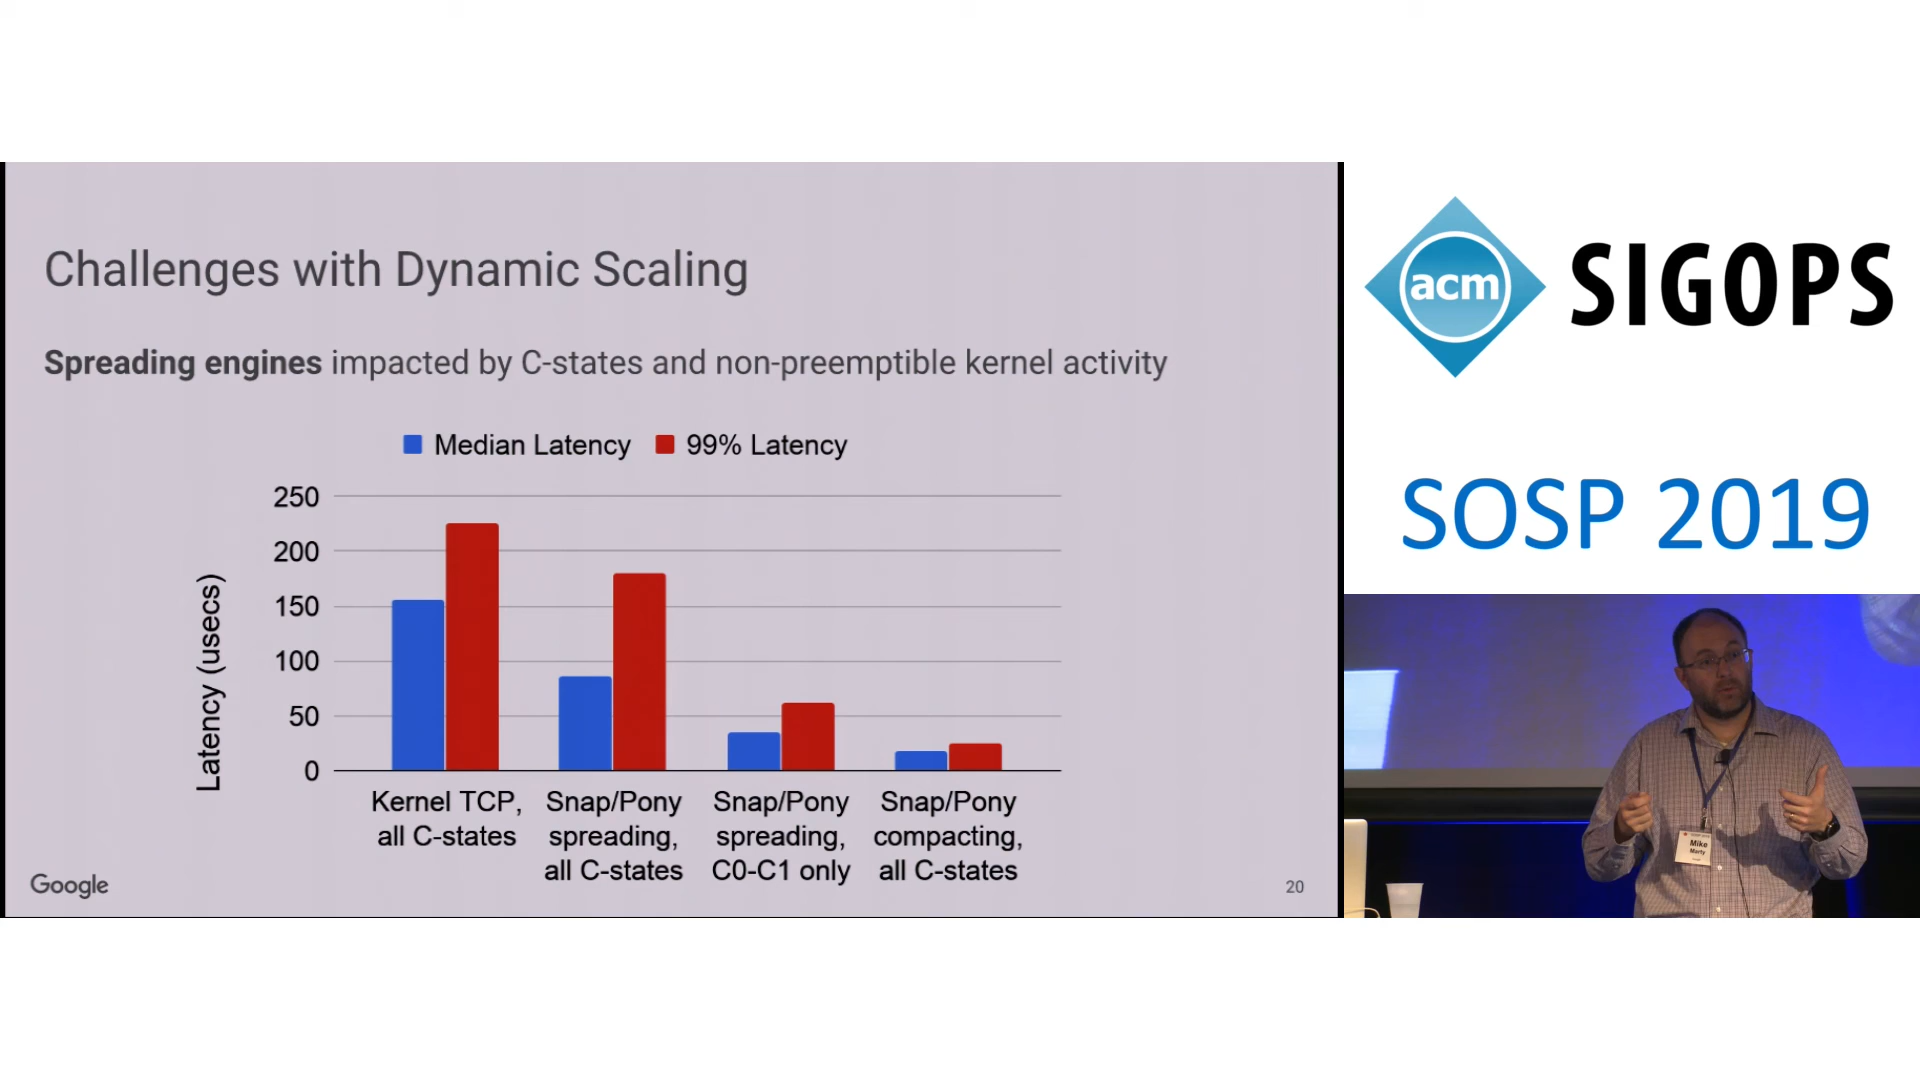 Challenges with Dynamic Scaling
Spreading engines impacted by C-states and non-preemptible kernel activity
Median Latency
99% Latency
Latency (usecs)
250
200
150
100
50
0
Kernel TCP,
all C-states
Snap/Pony
spreading,
all C-states
Snap/Pony
spreading,
C0-C1 only
Snap/Pony
compacting,
all C-states
Google
20
acm
SIGOPS
SOSP 2019
Mike
Marty